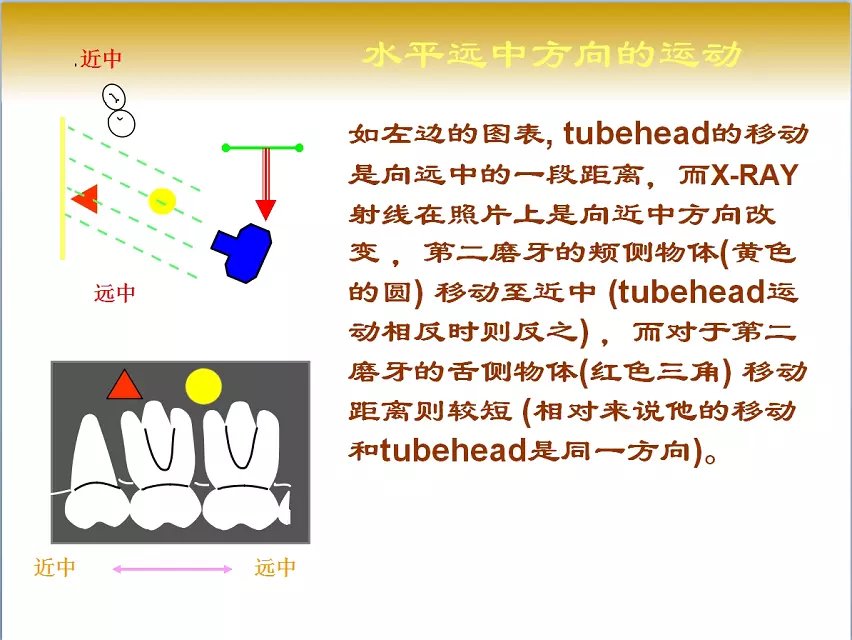 水平远中方向的运动
.近中
远中
如左边的图表, tubehead的移动
是向远中的一段距离，而X-RAY
射线在照片上是向近中方向改
变 ，第二磨牙的颊侧物体(黄色
的圆) 移动至近中 (tubehead运
动相反时则反之) ，而对于第二
磨牙的舌侧物体(红色三角) 移动
距离则较短 (相对来说他的移动
和tubehead是同一方向)。
近中
远中